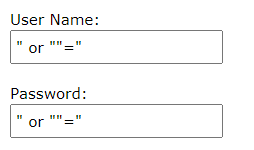 User Name:
" or ""="
Password:
" or ""="